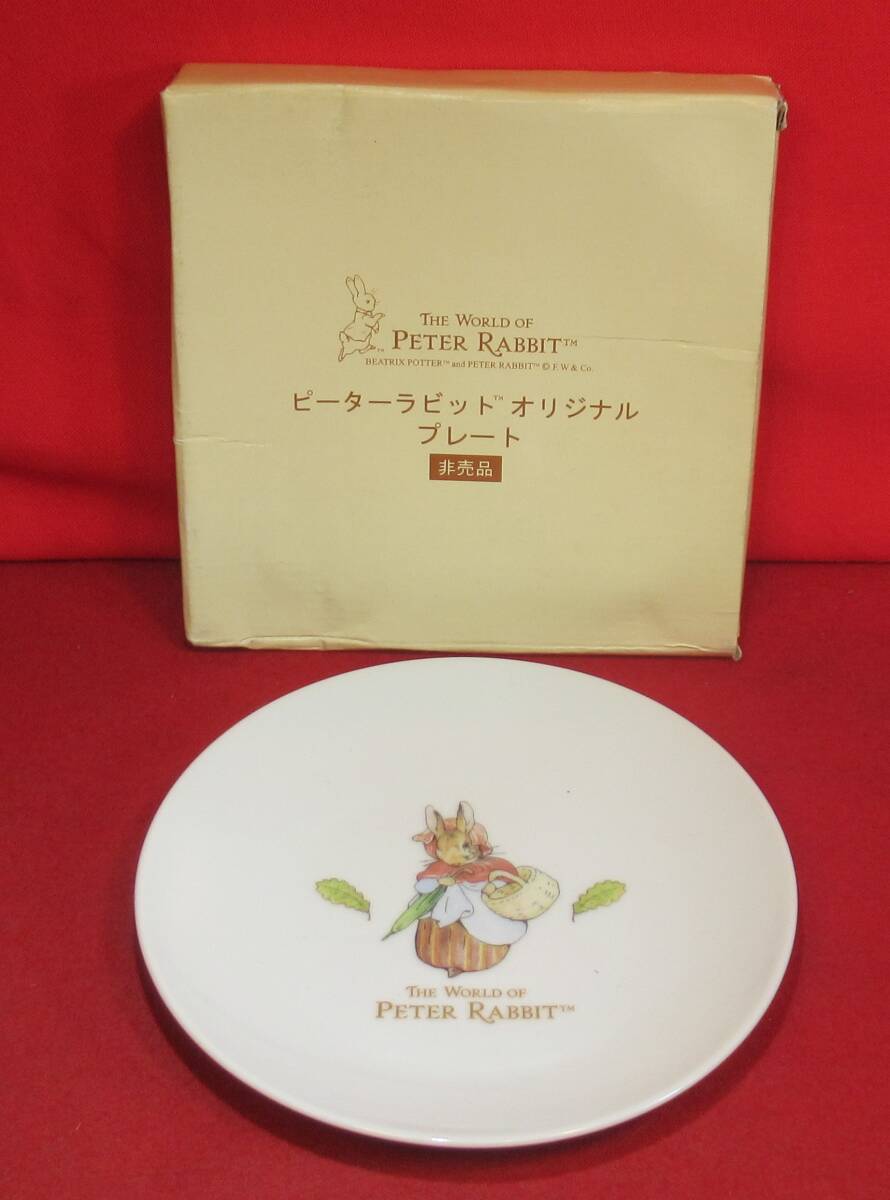 THE WORLD OF
PETER RABBIT™
BEATRIX POTTER™ and PETER RABBIT™ © F. W. & Co.
ピーターラビット™ オリジナル
プレート
非売品
THE WORLD OF
PETER RABBIT™